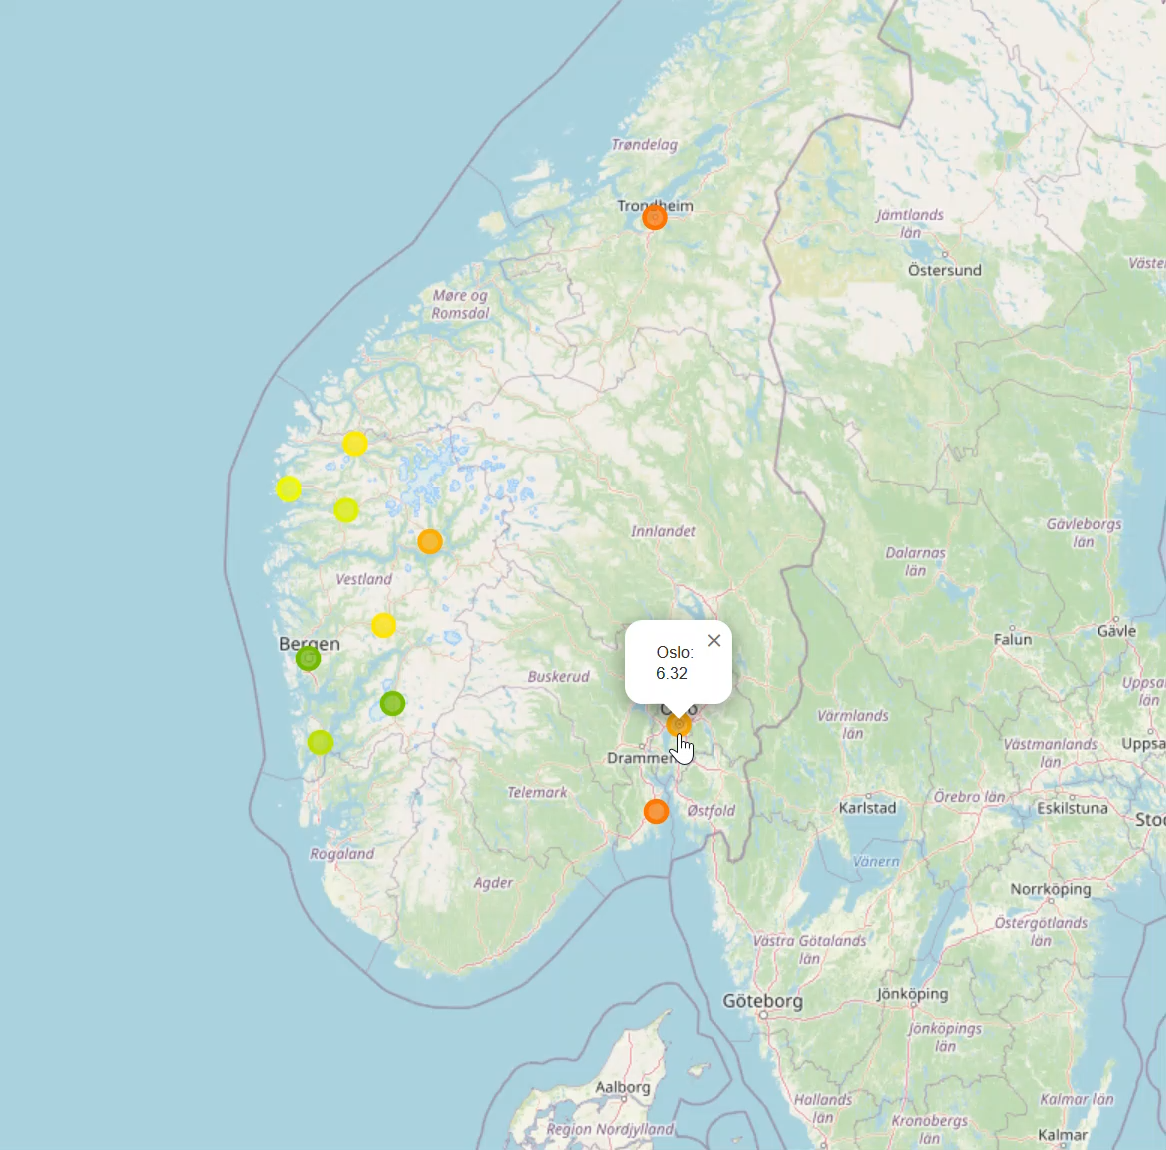 Trøndelag
Trondheim
Jämtlands
län
Östersund
Väste
Møre og
Romsdal
Innlandet
Gävleborgs
län
Dalarnas
län
Vestland
Bergen
Falun
Gävle
Oslo:
6.32
Buskerud
Uppsa
län
Värmlands
län
Västmanlands
län
Uppsa
Drammen
Telemark
Østfold
Karlstad
Örebro län
Eskilstuna
Stoc
Rogaland
Vänern
Agder
Norrköping
Östergötlands
län
Västra Götalands
län
Göteborg
Jönköping
Jönköpings
län
Aalborg
Hallands
län
Kalmar län
Region Nordjylland
Kronobergs
län
Kalmar